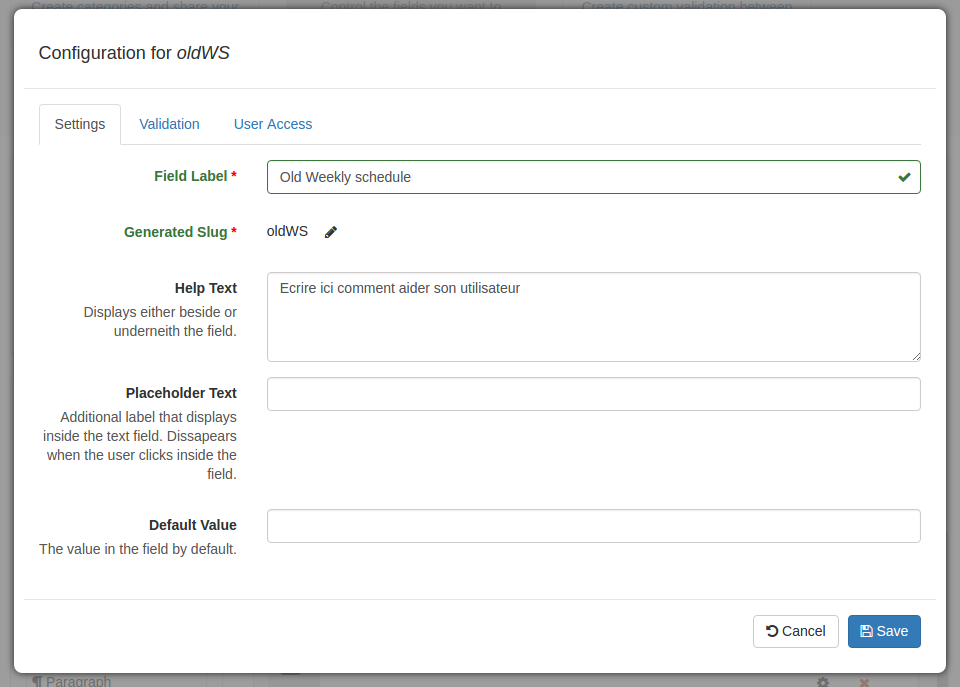 Create categories and share your
Control the fields you want to
Create custom validation between
Configuration for oldWS
Settings
Validation
User Access
Field Label *
Old Weekly schedule
Generated Slug *
oldWS
Help Text
Displays either beside or
underneith the field.
Ecrire ici comment aider son utilisateur
Placeholder Text
Additional label that displays
inside the text field. Dissapears
when the user clicks inside the
field.
Default Value
The value in the field by default.
Cancel
Save
Paragraph